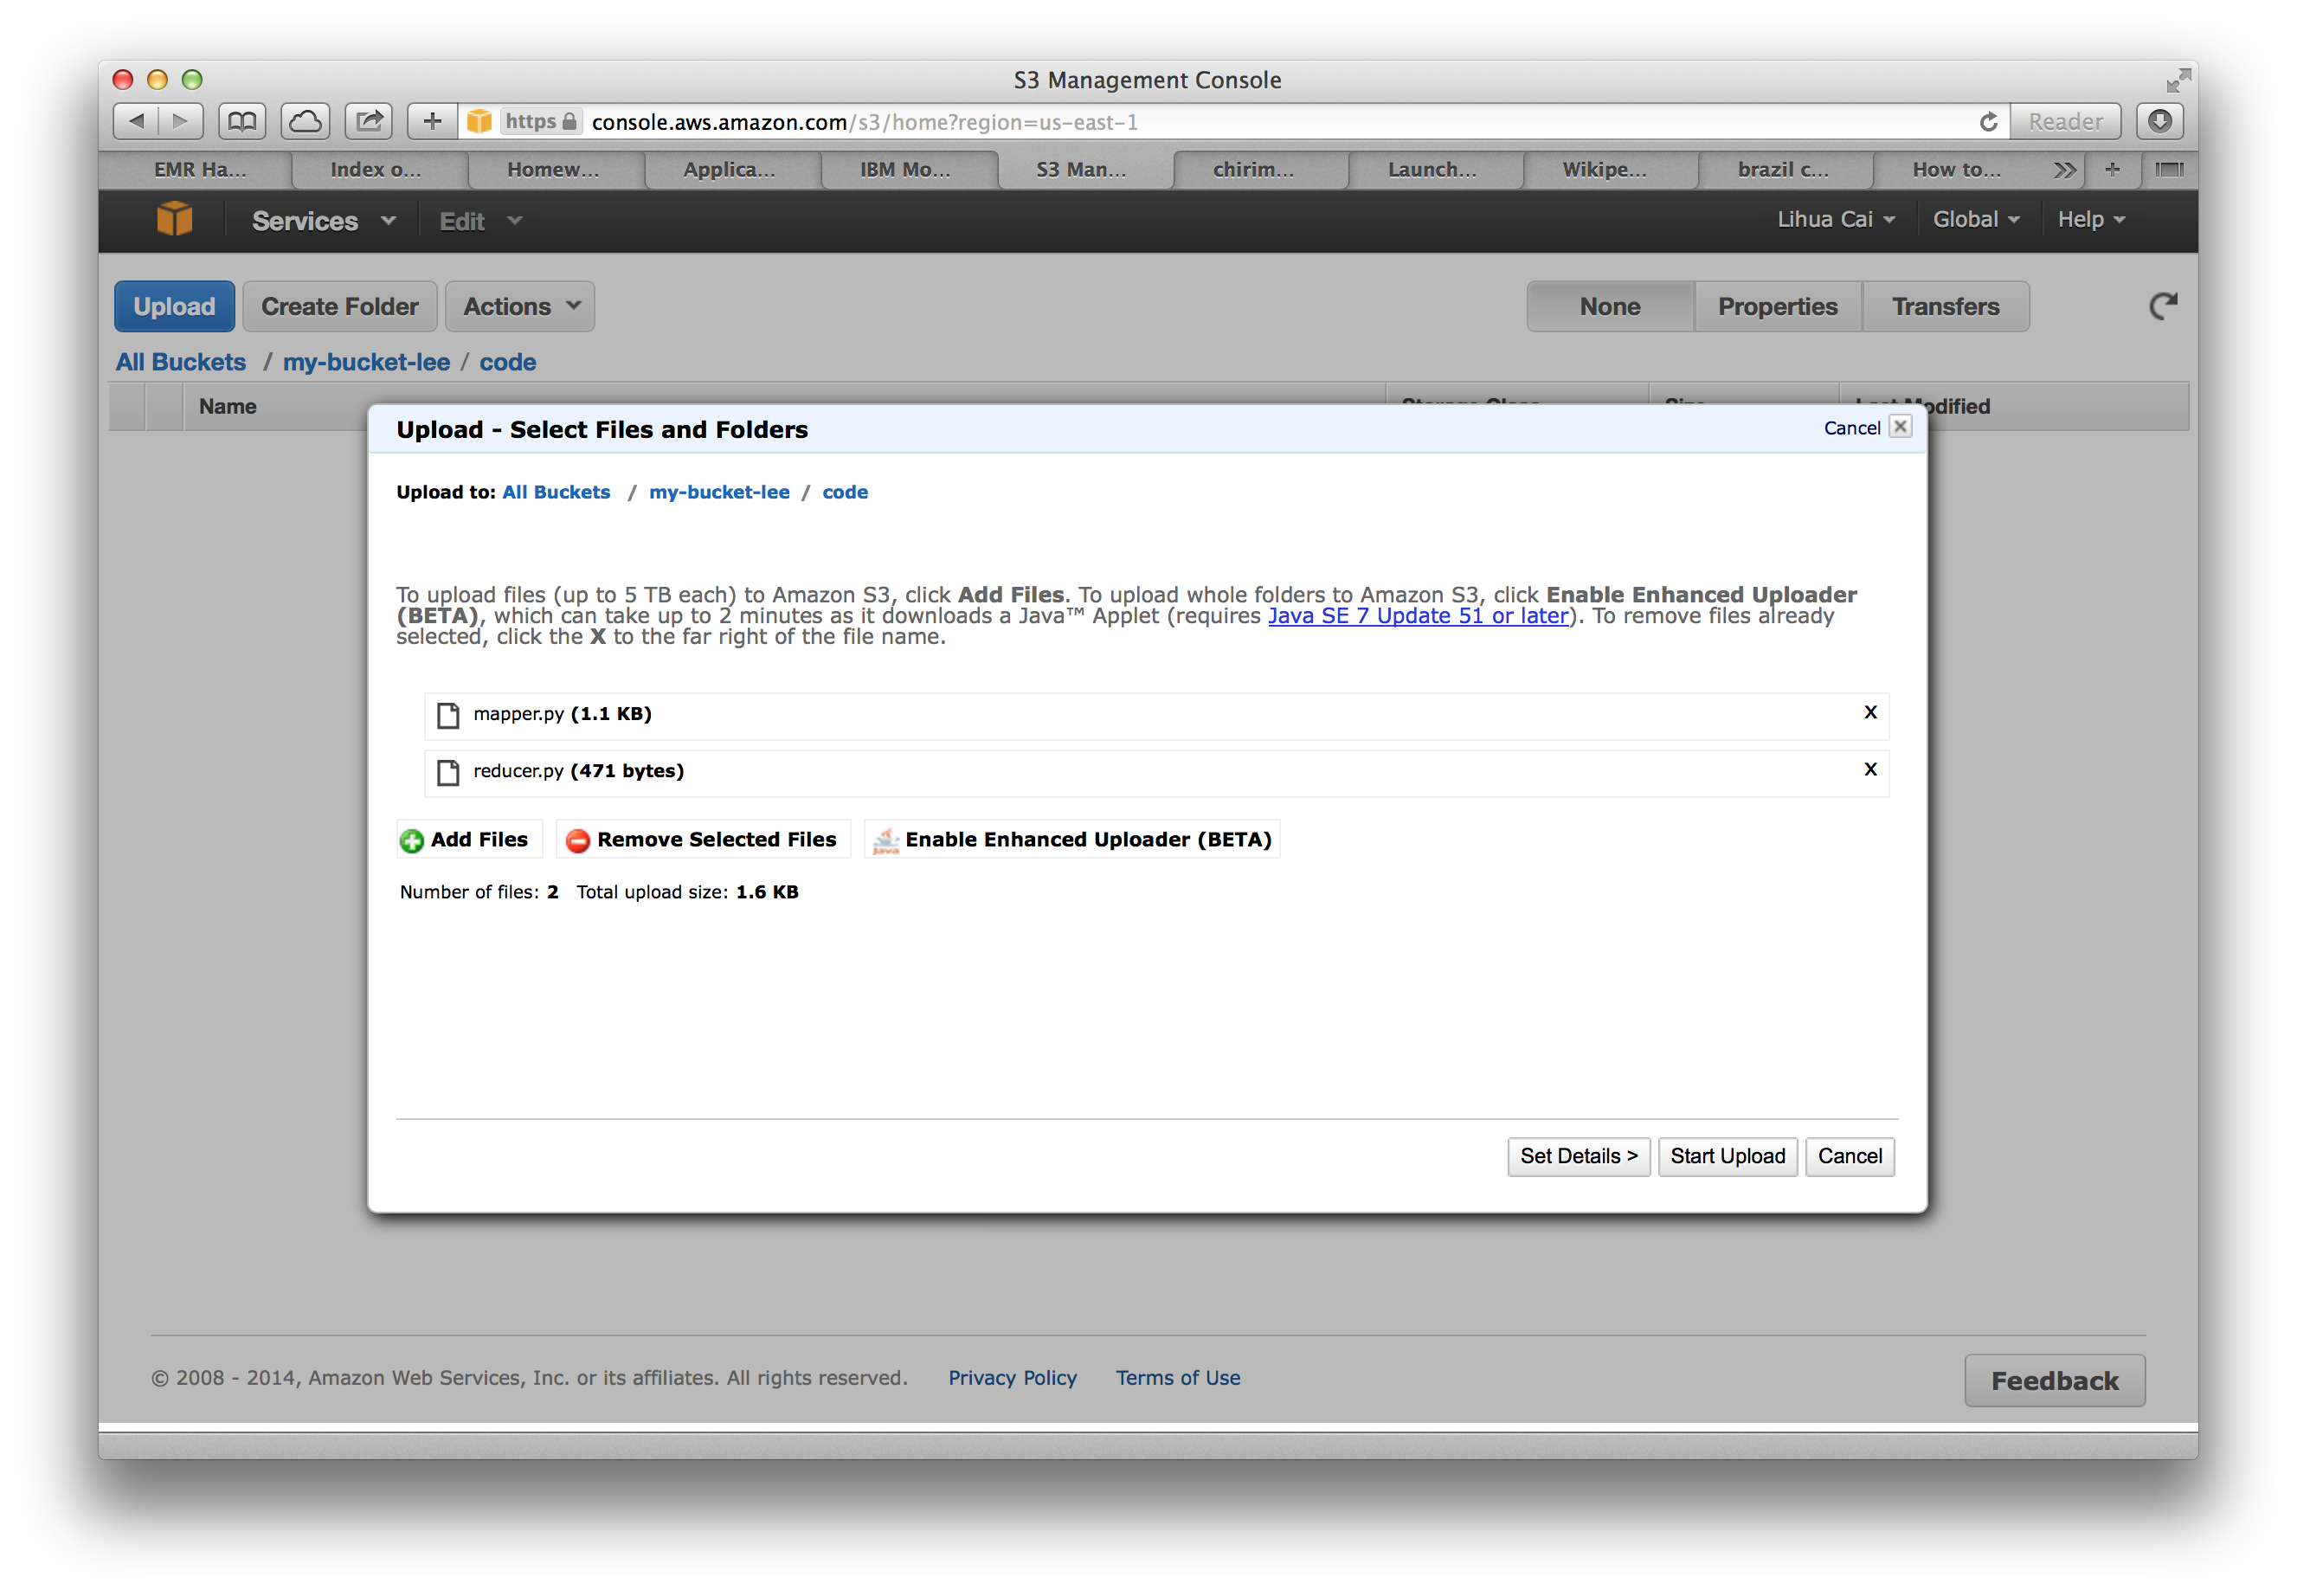 S3 Management Console
https console.aws.amazon.com/s3/home?region=us-east-1 Reader
EMR Ha... Index o... Homew... Applica... IBM Mo... S3 Man... chirim... Launch... Wikipe... brazil c... How to...
Services Edit Lihua Cai Global Help
Upload Create Folder Actions None Properties Transfers
All Buckets / my-bucket-lee / code
Name Storage Class Size Last Modified
Upload - Select Files and Folders Cancel
Upload to: All Buckets / my-bucket-lee / code
To upload files (up to 5 TB each) to Amazon S3, click Add Files. To upload whole folders to Amazon S3, click Enable Enhanced Uploader
(BETA), which can take up to 2 minutes as it downloads a Java™ Applet (requires Java SE 7 Update 51 or later). To remove files already
selected, click the X to the far right of the file name.
mapper.py (1.1 KB) X
reducer.py (471 bytes) X
Add Files Remove Selected Files Java Enable Enhanced Uploader (BETA)
Number of files: 2 Total upload size: 1.6 KB
Set Details > Start Upload Cancel
© 2008 - 2014, Amazon Web Services, Inc. or its affiliates. All rights reserved. Privacy Policy Terms of Use Feedback